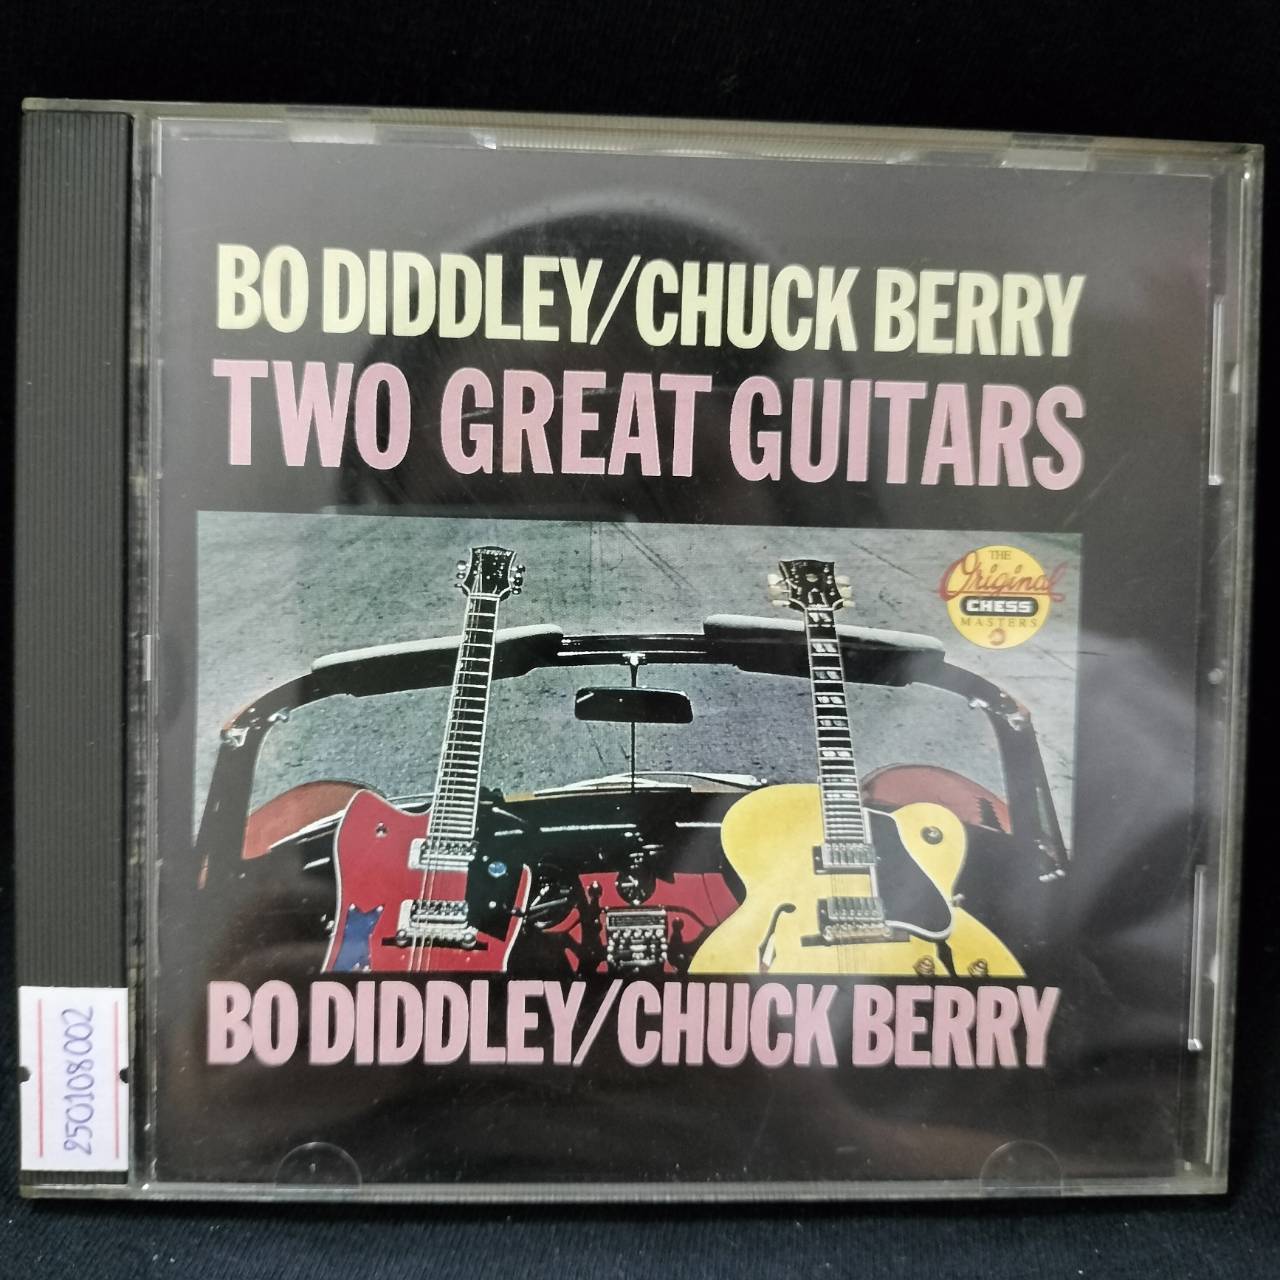 BO DIDDLEY/CHUCK BERRY
TWO GREAT GUITARS
THE
Original
CHESS
MASTERS
BO DIDDLEY/CHUCK BERRY
250108002